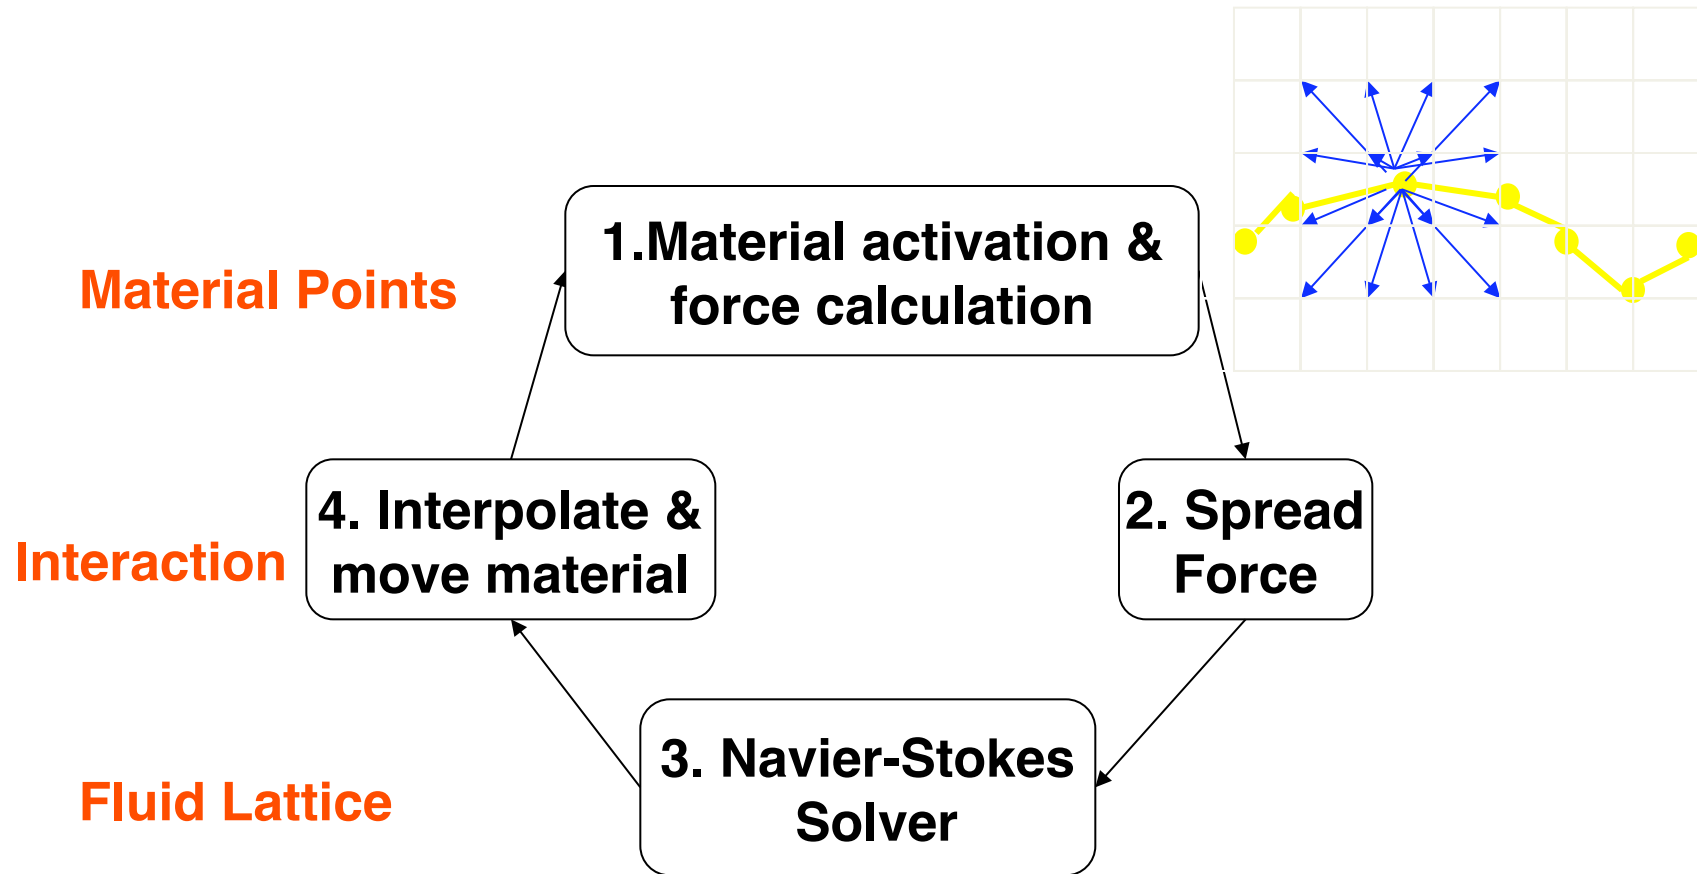 1.Material activation &
force calculation
Material Points
4. Interpolate &
move material
2. Spread
Force
Interaction
3. Navier-Stokes
Solver
Fluid Lattice